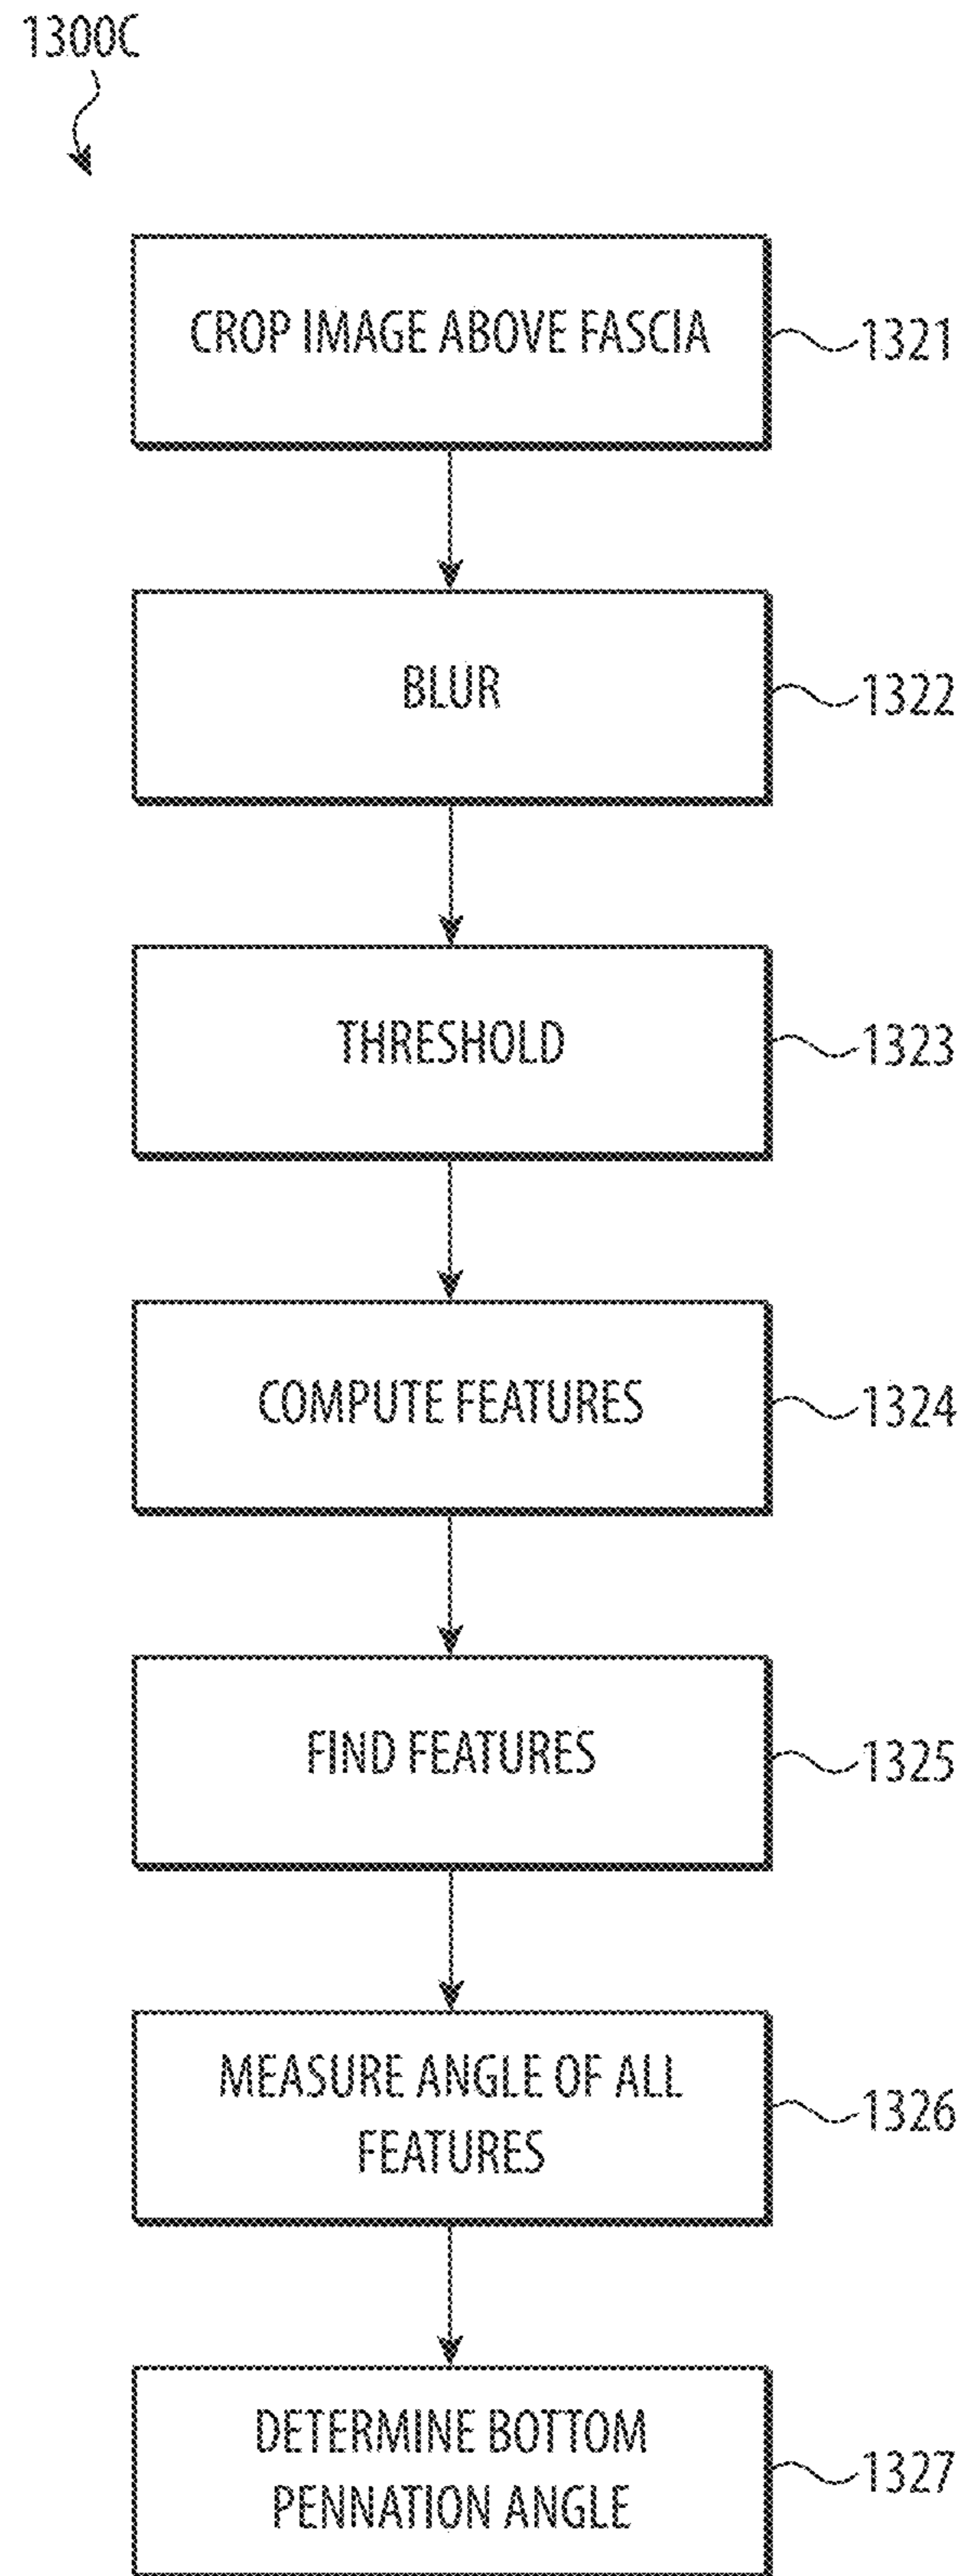 1300C
CROP IMAGE ABOVE FASCIA
1321
BLUR
1322
THRESHOLD
1323
COMPUTE FEATURES
1324
FIND FEATURES
1325
MEASURE ANGLE OF ALL
FEATURES
1326
DETERMINE BOTTOM
PENNATION ANGLE
1327